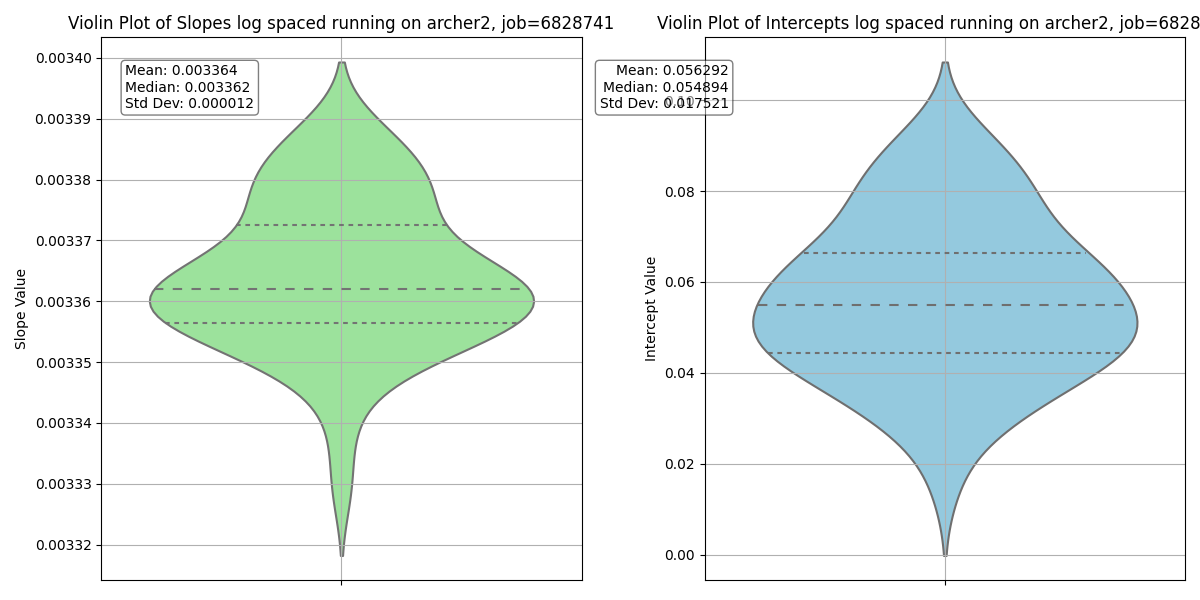 Violin Plot of Slopes log spaced running on archer2, job=6828741
Slope Value
0.00340
0.00339
0.00338
0.00337
0.00336
0.00335
0.00334
0.00333
0.00332
Mean: 0.003364
Median: 0.003362
Std Dev: 0.000012
Violin Plot of Intercepts log spaced running on archer2, job=6828
Intercept Value
0.10
0.08
0.06
0.04
0.02
0.00
Mean: 0.056292
Median: 0.054894
Std Dev: 0.017521